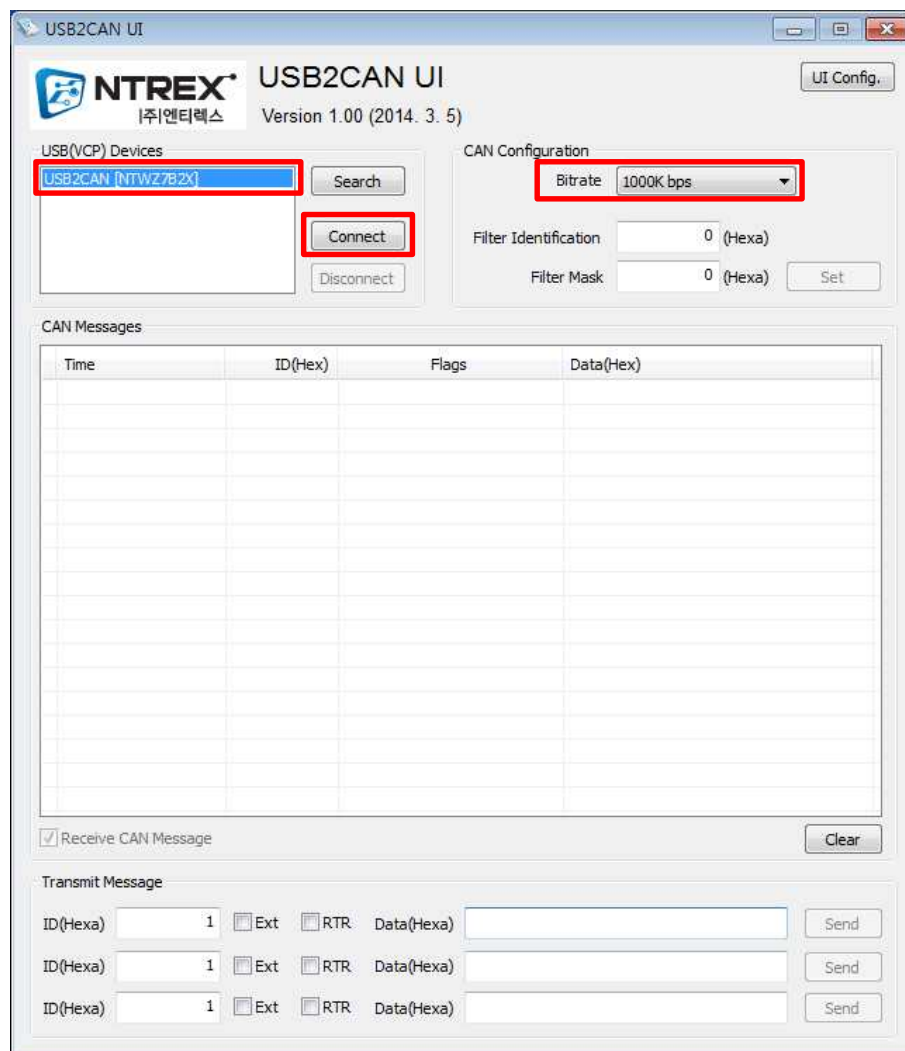 USB2CAN UI
NTREX
|주|엔티렉스
USB2CAN UI
Version 1.00 (2014. 3. 5)
UI Config.
USB(VCP) Devices
USB2CAN [NTWZ7B2X]
Search
Connect
Disconnect
CAN Configuration
Bitrate 1000K bps
Filter Identification 0 (Hexa)
Filter Mask 0 (Hexa) Set
CAN Messages
Time ID(Hex) Flags Data(Hex)
Receive CAN Message Clear
Transmit Message
ID(Hexa) 1 Ext RTR Data(Hexa) Send
ID(Hexa) 1 Ext RTR Data(Hexa) Send
ID(Hexa) 1 Ext RTR Data(Hexa) Send